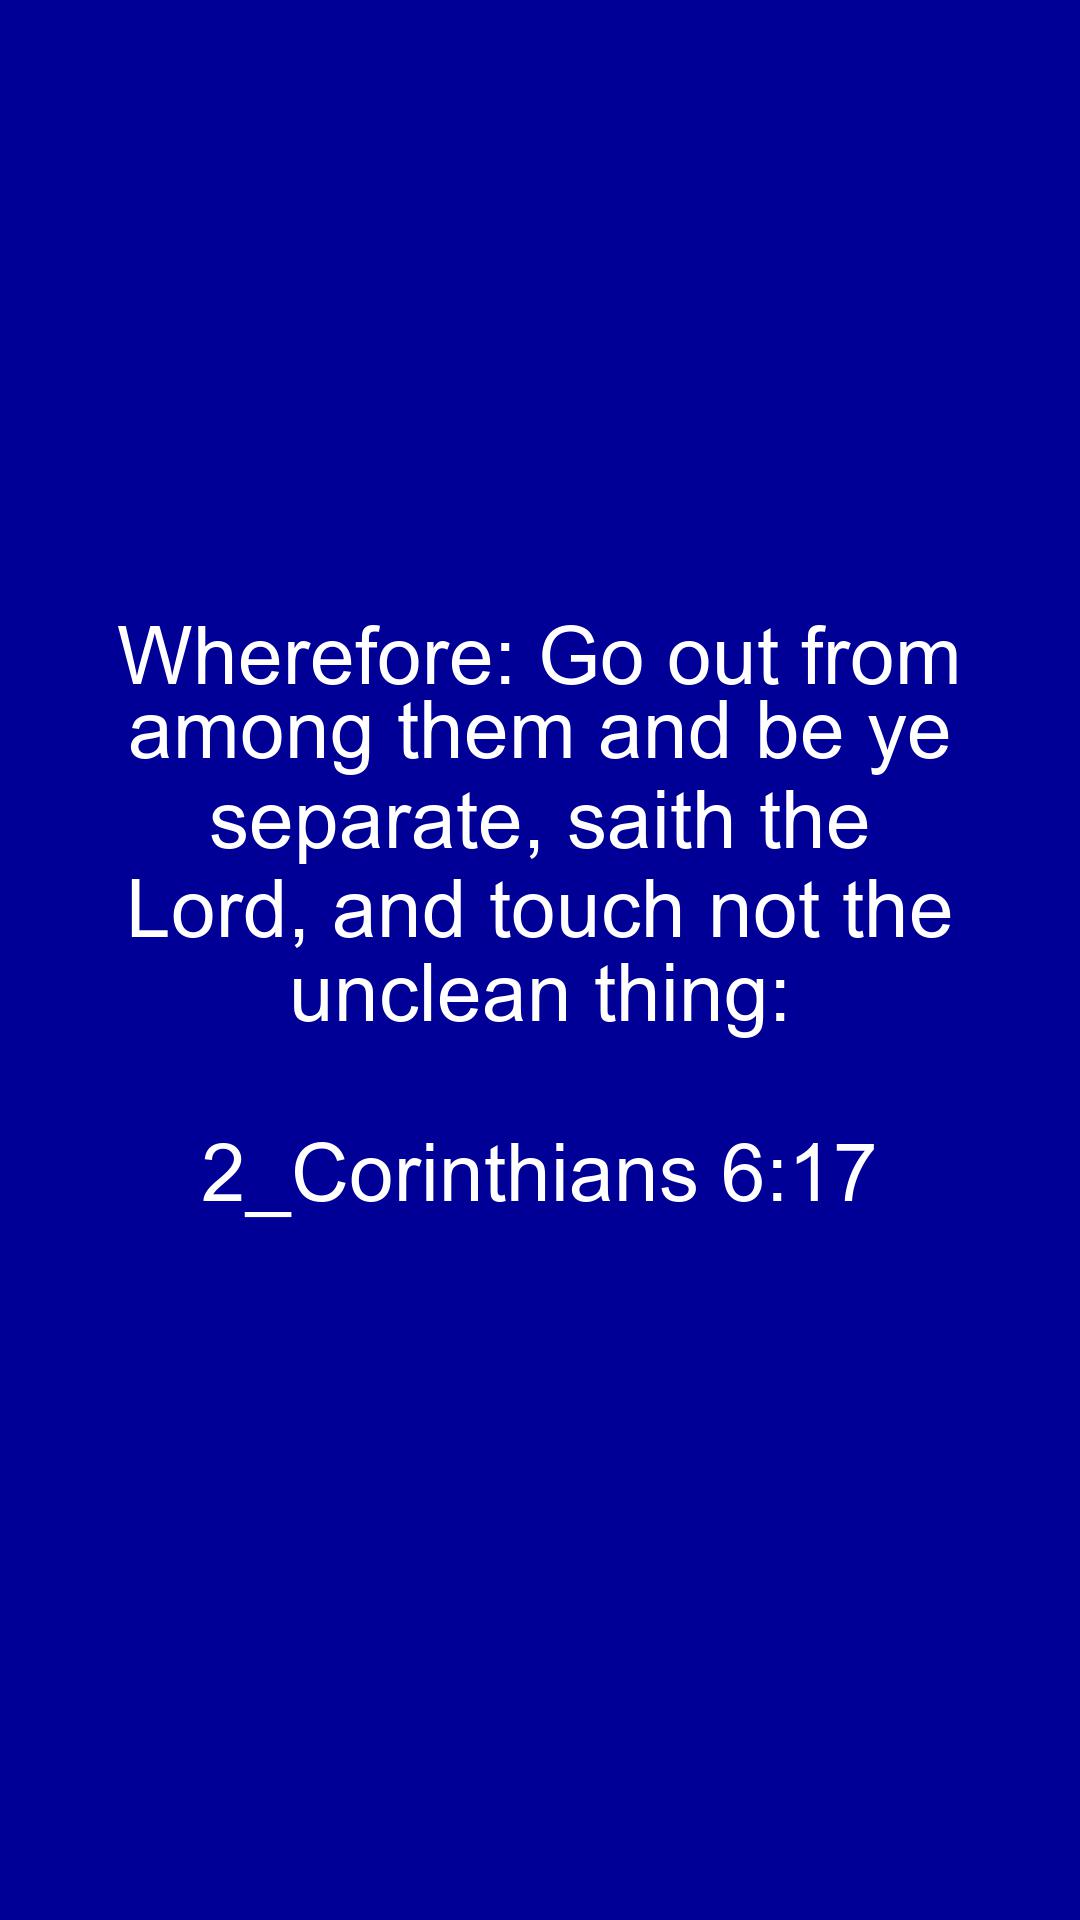 Wherefore: Go out from
among them and be ye
separate, saith the
Lord, and touch not the
unclean thing:
2_Corinthians 6:17